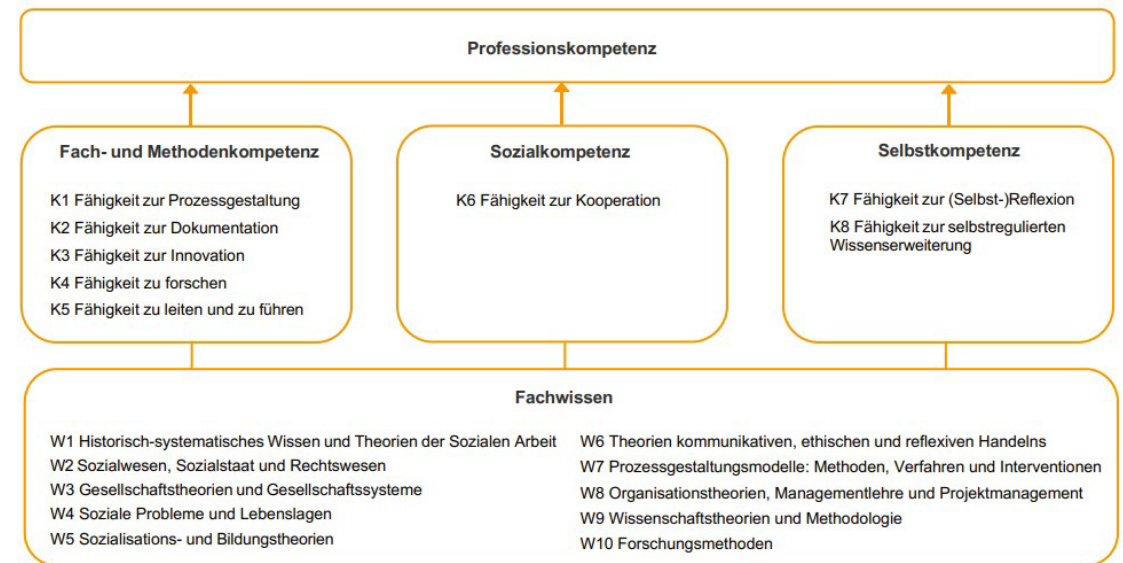 Professionskompetenz
Fach- und Methodenkompetenz
K1 Fähigkeit zur Prozessgestaltung
K2 Fähigkeit zur Dokumentation
K3 Fähigkeit zur Innovation
K4 Fähigkeit zu forschen
K5 Fähigkeit zu leiten und zu führen
Sozialkompetenz
K6 Fähigkeit zur Kooperation
Selbstkompetenz
K7 Fähigkeit zur (Selbst-)Reflexion
K8 Fähigkeit zur selbstregulierten
Wissenserweiterung
Fachwissen
W1 Historisch-systematisches Wissen und Theorien der Sozialen Arbeit
W2 Sozialwesen, Sozialstaat und Rechtswesen
W3 Gesellschaftstheorien und Gesellschaftssysteme
W4 Soziale Probleme und Lebenslagen
W5 Sozialisations- und Bildungstheorien
W6 Theorien kommunikativen, ethischen und reflexiven Handelns
W7 Prozessgestaltungsmodelle: Methoden, Verfahren und Interventionen
W8 Organisationstheorien, Managementlehre und Projektmanagement
W9 Wissenschaftstheorien und Methodologie
W10 Forschungsmethoden